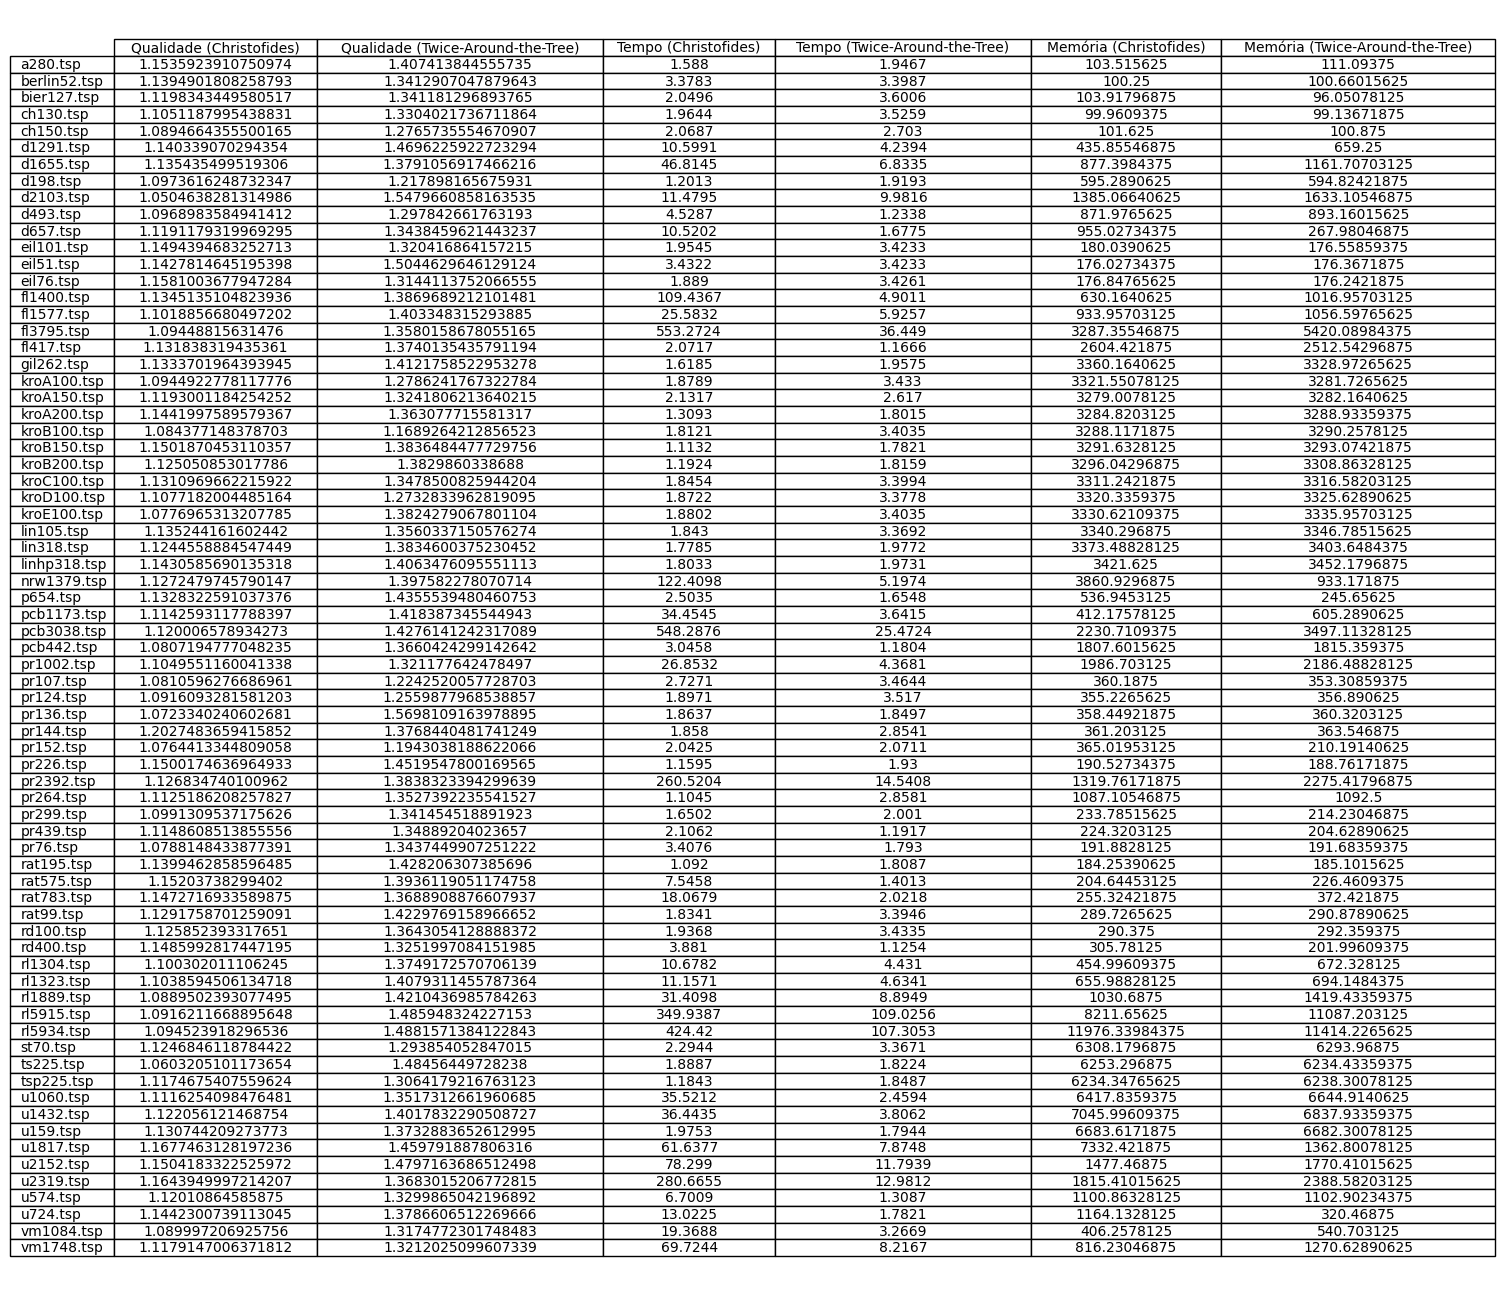 Qualidade (Christofides) Qualidade (Twice-Around-the-Tree) Tempo (Christofides) Tempo (Twice-Around-the-Tree) Memória (Christofides) Memória (Twice-Around-the-Tree)
a280.tsp 1.1535923910750974 1.407413844555735 1.588 1.9467 103.515625 111.09375
berlin52.tsp 1.1394901808258793 1.3412907047879643 3.3783 3.3987 100.25 100.66015625
bier127.tsp 1.1198343449580517 1.341181296893765 2.0496 3.6006 103.91796875 96.05078125
ch130.tsp 1.1051187995438831 1.3304021736711864 1.9644 3.5259 99.9609375 99.13671875
ch150.tsp 1.0894664355500165 1.2765735554670907 2.0687 2.703 101.625 100.875
d1291.tsp 1.140339070294354 1.4696225922723294 10.5991 4.2394 435.85546875 659.25
d1655.tsp 1.135435499519306 1.3791056917466216 46.8145 6.8335 877.3984375 1161.70703125
d198.tsp 1.0973616248732347 1.217898165675931 1.2013 1.9193 595.2890625 594.82421875
d2103.tsp 1.0504638281314986 1.5479660858163535 11.4795 9.9816 1385.06640625 1633.10546875
d493.tsp 1.0968983584941412 1.297842661763193 4.5287 1.2338 871.9765625 893.16015625
d657.tsp 1.1191179319969295 1.3438459621443237 10.5202 1.6775 955.02734375 267.98046875
eil101.tsp 1.1494394683252713 1.320416864157215 1.9545 3.4233 180.0390625 176.55859375
eil51.tsp 1.1427814645195398 1.5044629646129124 3.4322 3.4233 176.02734375 176.3671875
eil76.tsp 1.1581003677947284 1.3144113752066555 1.889 3.4261 176.84765625 176.2421875
fl1400.tsp 1.1345135104823936 1.3869689212101481 109.4367 4.9011 630.1640625 1016.95703125
fl1577.tsp 1.1018856680497202 1.403348315293885 25.5832 5.9257 933.95703125 1056.59765625
fl3795.tsp 1.09448815631476 1.3580158678055165 553.2724 36.449 3287.35546875 5420.08984375
fl417.tsp 1.131838319435361 1.3740135435791194 2.0717 1.1666 2604.421875 2512.54296875
gil262.tsp 1.1333701964393945 1.4121758522953278 1.6185 1.9575 3360.1640625 3328.97265625
kroA100.tsp 1.0944922778117776 1.2786241767322784 1.8789 3.433 3321.55078125 3281.7265625
kroA150.tsp 1.1193001184254252 1.3241806213640215 2.1317 2.617 3279.0078125 3282.1640625
kroA200.tsp 1.1441997589579367 1.363077715581317 1.3093 1.8015 3284.8203125 3288.93359375
kroB100.tsp 1.084377148378703 1.1689264212856523 1.8121 3.4035 3288.1171875 3290.2578125
kroB150.tsp 1.1501870453110357 1.3836484477729756 1.1132 1.7821 3291.6328125 3293.07421875
kroB200.tsp 1.125050853017786 1.3829860338688 1.1924 1.8159 3296.04296875 3308.86328125
kroC100.tsp 1.1310969662215922 1.3478500825944204 1.8454 3.3994 3311.2421875 3316.58203125
kroD100.tsp 1.1077182004485164 1.2732833962819095 1.8722 3.3778 3320.3359375 3325.62890625
kroE100.tsp 1.0776965313207785 1.3824279067801104 1.8802 3.4035 3330.62109375 3335.95703125
lin105.tsp 1.135244161602442 1.3560337150576274 1.843 3.3692 3340.296875 3346.78515625
lin318.tsp 1.1244558884547449 1.3834600375230452 1.7785 1.9772 3373.48828125 3403.6484375
linhp318.tsp 1.1430585690135318 1.4063476095551113 1.8033 1.9731 3421.625 3452.1796875
nrw1379.tsp 1.1272479745790147 1.397582278070714 122.4098 5.1974 3860.9296875 933.171875
p654.tsp 1.1328322591037376 1.4355539480460753 2.5035 1.6548 536.9453125 245.65625
pcb1173.tsp 1.1142593117788397 1.418387345544943 34.4545 3.6415 412.17578125 605.2890625
pcb3038.tsp 1.120006578934273 1.4276141242317089 548.2876 25.4724 2230.7109375 3497.11328125
pcb442.tsp 1.0807194777048235 1.3660424299142642 3.0458 1.1804 1807.6015625 1815.359375
pr1002.tsp 1.1049551160041338 1.321177642478497 26.8532 4.3681 1986.703125 2186.48828125
pr107.tsp 1.0810596276686961 1.2242520057728703 2.7271 3.4644 360.1875 353.30859375
pr124.tsp 1.0916093281581203 1.2559877968538857 1.8971 3.517 355.2265625 356.890625
pr136.tsp 1.0723340240602681 1.5698109163978895 1.8637 1.8497 358.44921875 360.3203125
pr144.tsp 1.2027483659415852 1.3768440481741249 1.858 2.8541 361.203125 363.546875
pr152.tsp 1.0764413344809058 1.1943038188622066 2.0425 2.0711 365.01953125 210.19140625
pr226.tsp 1.1500174636964933 1.4519547800169565 1.1595 1.93 190.52734375 188.76171875
pr2392.tsp 1.126834740100962 1.3838323394299639 260.5204 14.5408 1319.76171875 2275.41796875
pr264.tsp 1.1125186208257827 1.3527392235541527 1.1045 2.8581 1087.10546875 1092.5
pr299.tsp 1.0991309537175626 1.341454518891923 1.6502 2.001 233.78515625 214.23046875
pr439.tsp 1.1148608513855556 1.34889204023657 2.1062 1.1917 224.3203125 204.62890625
pr76.tsp 1.0788148433877391 1.3437449907251222 3.4076 1.793 191.8828125 191.68359375
rat195.tsp 1.1399462858596485 1.428206307385696 1.092 1.8087 184.25390625 185.1015625
rat575.tsp 1.15203738299402 1.3936119051174758 7.5458 1.4013 204.64453125 226.4609375
rat783.tsp 1.1472716933589875 1.3688908876607937 18.0679 2.0218 255.32421875 372.421875
rat99.tsp 1.1291758701259091 1.4229769158966652 1.8341 3.3946 289.7265625 290.87890625
rd100.tsp 1.125852393317651 1.3643054128888372 1.9368 3.4335 290.375 292.359375
rd400.tsp 1.1485992817447195 1.3251997084151985 3.881 1.1254 305.78125 201.99609375
rl1304.tsp 1.100302011106245 1.3749172570706139 10.6782 4.431 454.99609375 672.328125
rl1323.tsp 1.1038594506134718 1.4079311455787364 11.1571 4.6341 655.98828125 694.1484375
rl1889.tsp 1.0889502393077495 1.4210436985784263 31.4098 8.8949 1030.6875 1419.43359375
rl5915.tsp 1.0916211668895648 1.485948324227153 349.9387 109.0256 8211.65625 11087.203125
rl5934.tsp 1.094523918296536 1.4881571384122843 424.42 107.3053 11976.33984375 11414.2265625
st70.tsp 1.1246846118784422 1.293854052847015 2.2944 3.3671 6308.1796875 6293.96875
ts225.tsp 1.0603205101173654 1.48456449728238 1.8887 1.8224 6253.296875 6234.43359375
tsp225.tsp 1.1174675407559624 1.3064179216763123 1.1843 1.8487 6234.34765625 6238.30078125
u1060.tsp 1.1116254098476481 1.3517312661960685 35.5212 2.4594 6417.8359375 6644.9140625
u1432.tsp 1.122056121468754 1.4017832290508727 36.4435 3.8062 7045.99609375 6837.93359375
u159.tsp 1.130744209273773 1.3732883652612995 1.9753 1.7944 6683.6171875 6682.30078125
u1817.tsp 1.1677463128197236 1.459791887806316 61.6377 7.8748 7332.421875 1362.80078125
u2152.tsp 1.1504183322525972 1.4797163686512498 78.299 11.7939 1477.46875 1770.41015625
u2319.tsp 1.1643949997214207 1.3683015206772815 280.6655 12.9812 1815.41015625 2388.58203125
u574.tsp 1.12010864585875 1.3299865042196892 6.7009 1.3087 1100.86328125 1102.90234375
u724.tsp 1.1442300739113045 1.3786606512269666 13.0225 1.7821 1164.1328125 320.46875
vm1084.tsp 1.089997206925756 1.3174772301748483 19.3688 3.2669 406.2578125 540.703125
vm1748.tsp 1.1179147006371812 1.3212025099607339 69.7244 8.2167 816.23046875 1270.62890625